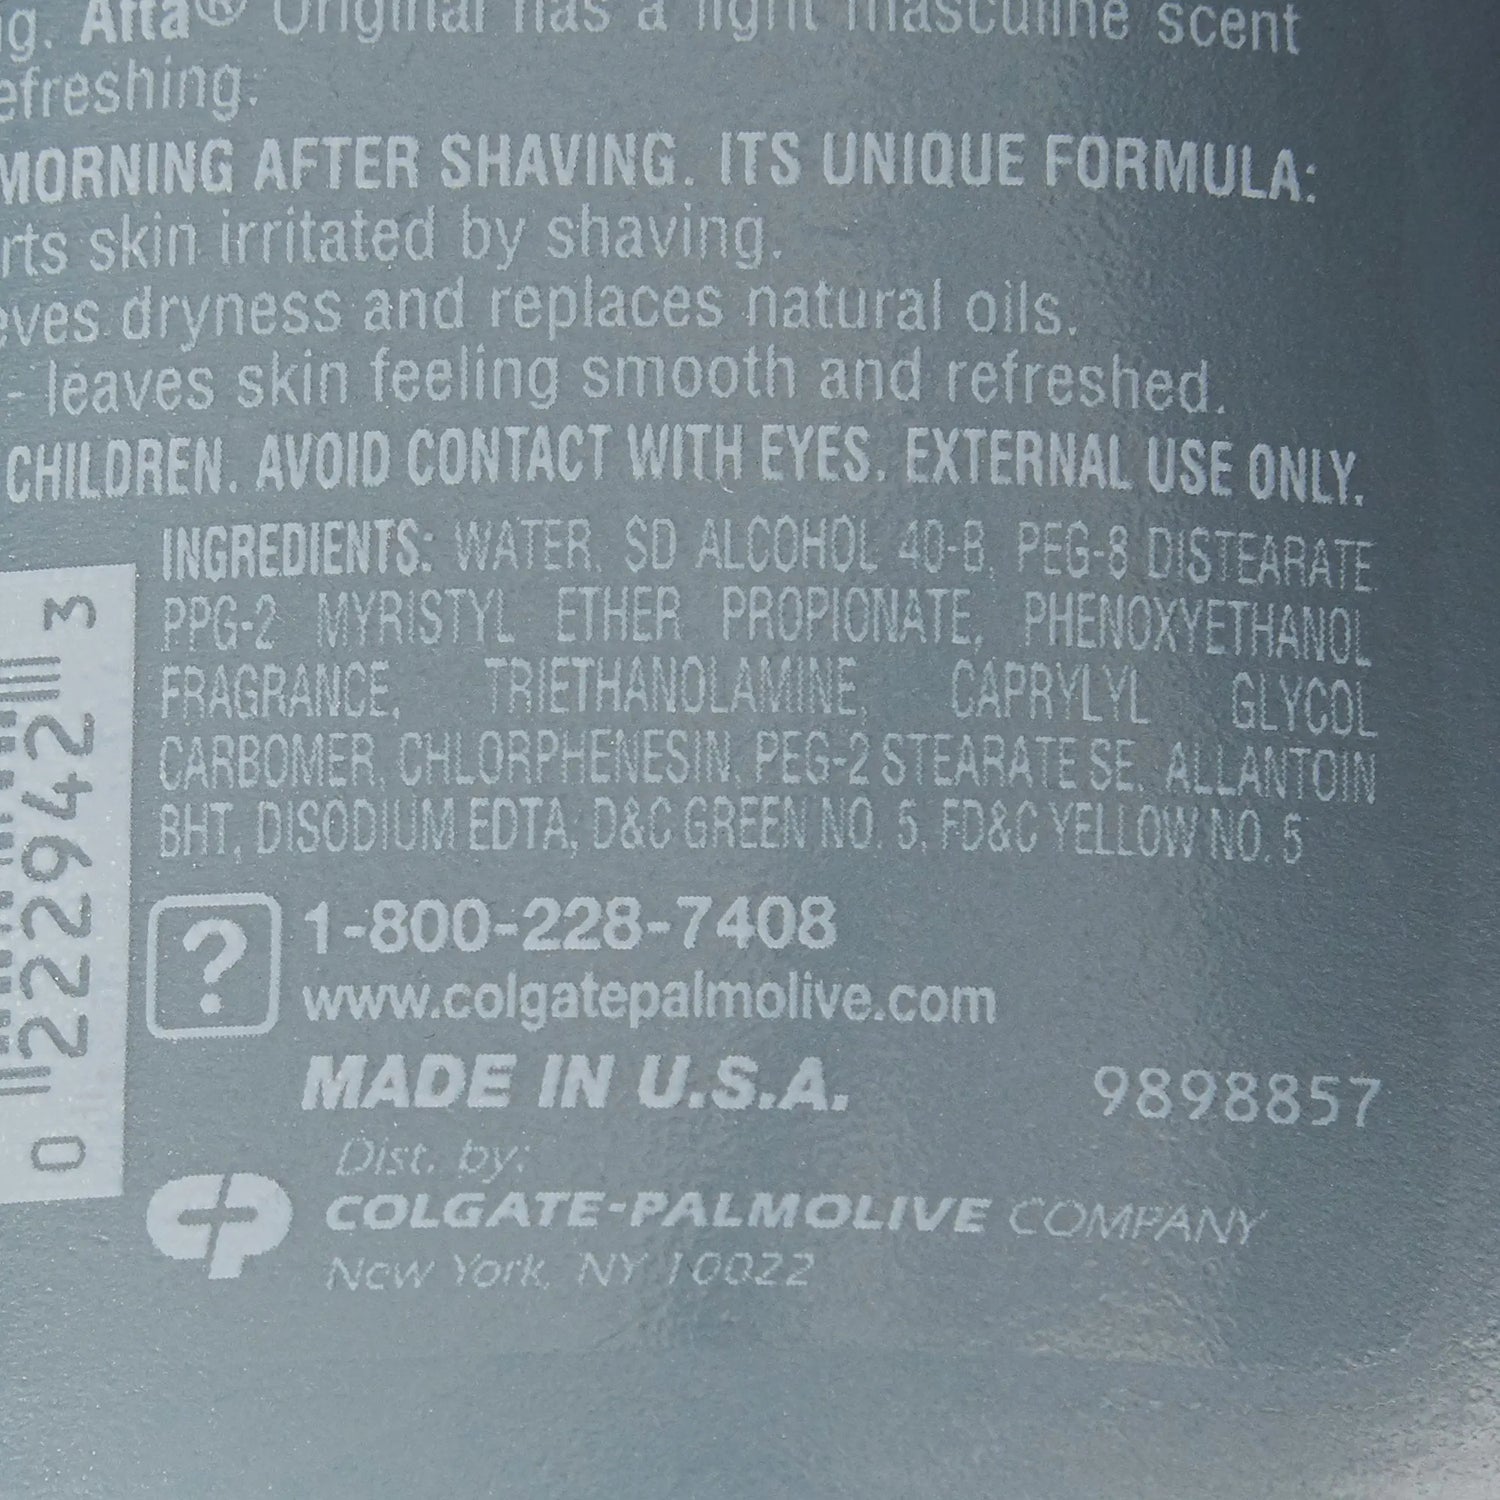 g. Afta® Original has a light masculine scent
efreshing.
MORNING AFTER SHAVING. ITS UNIQUE FORMULA:
rts skin irritated by shaving.
eves dryness and replaces natural oils.
- leaves skin feeling smooth and refreshed.
CHILDREN. AVOID CONTACT WITH EYES. EXTERNAL USE ONLY.
INGREDIENTS: WATER, SD ALCOHOL 40-B, PEG-8 DISTEARATE
PPG-2 MYRISTYL ETHER PROPIONATE, PHENOXYETHANOL
FRAGRANCE, TRIETHANOLAMINE, CAPRYLYL GLYCOL
CARBOMER, CHLORPHENESIN, PEG-2 STEARATE SE, ALLANTOIN
BHT, DISODIUM EDTA, D&C GREEN NO. 5, FD&C YELLOW NO. 5
0 222942 3
?
1-800-228-7408
www.colgatepalmolive.com
MADE IN U.S.A. 9898857
Dist. by:
COLGATE-PALMOLIVE COMPANY
New York, NY 10022
CP